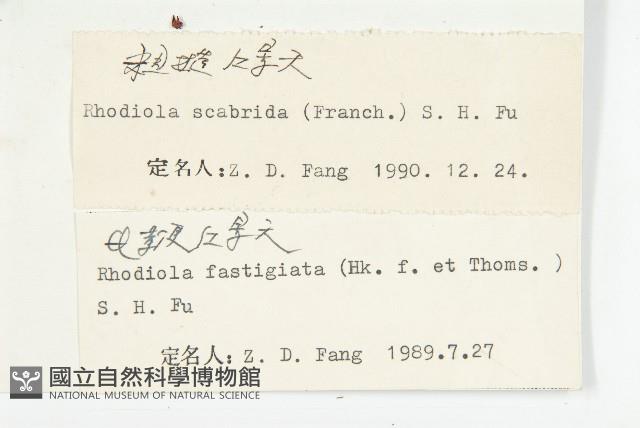 粗糙红景天
Rhodiola scabrida (Franch.) S. H. Fu
定名人:Z. D. Fang 1990. 12. 24.
红景天
Rhodiola fastigiata (Hk. f. et Thoms. )
S. H. Fu
定名人: Z. D. Fang 1989.7.27
國立自然科學博物館
NATIONAL MUSEUM OF NATURAL SCIENCE